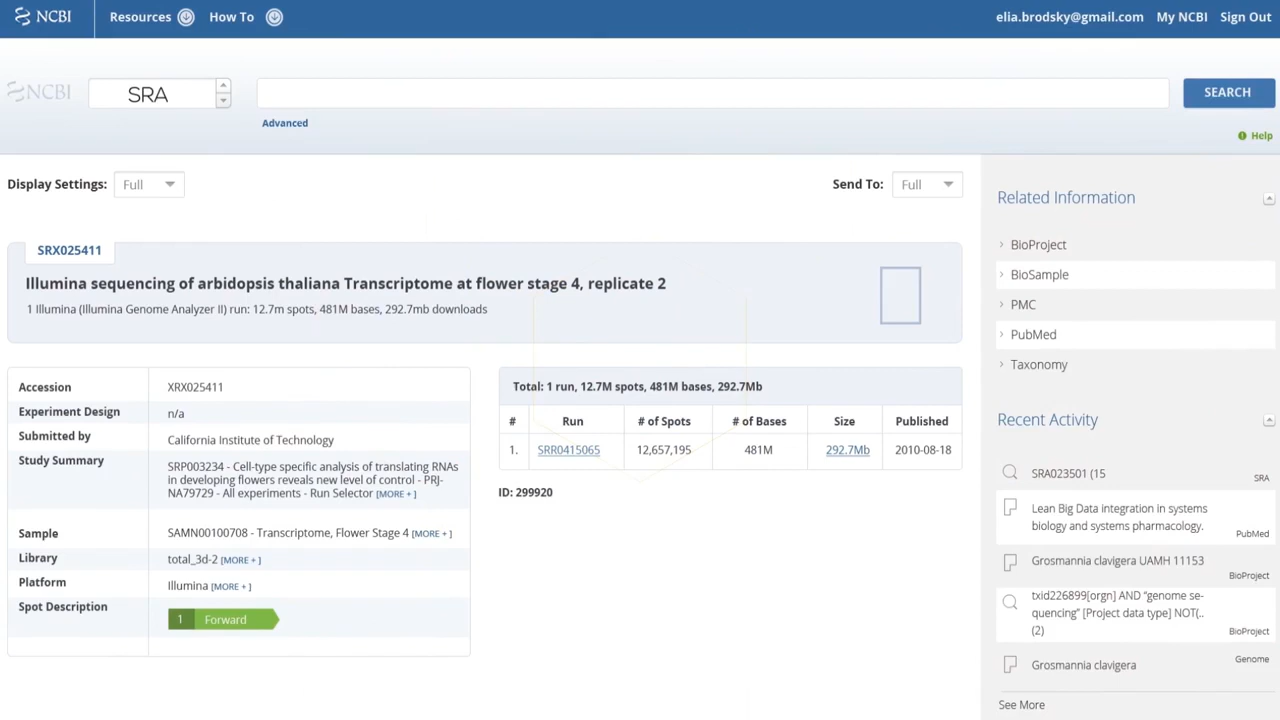 NCBI Resources How To elia.brodsky@gmail.com My NCBI Sign Out
NCBI SRA SEARCH
Advanced
Help
Display Settings: Full Send To: Full
SRX025411
Illumina sequencing of arbidopsis thaliana Transcriptome at flower stage 4, replicate 2
1 Illumina (Illumina Genome Analyzer II) run: 12.7m spots, 481M bases, 292.7mb downloads
Accession XRX025411
Experiment Design n/a
Submitted by California Institute of Technology
Study Summary SRP003234 - Cell-type specific analysis of translating RNAs
in developing flowers reveals new level of control - PRJ-
NA79729 - All experiments - Run Selector [MORE + ]
Sample SAMN00100708 - Transcriptome, Flower Stage 4 [MORE + ]
Library total_3d-2 [MORE + ]
Platform Illumina [MORE + ]
Spot Description 1 Forward
Total: 1 run, 12.7M spots, 481M bases, 292.7Mb
# Run # of Spots # of Bases Size Published
1. SRR0415065 12,657,195 481M 292.7Mb 2010-08-18
ID: 299920
Related Information
BioProject
BioSample
PMC
PubMed
Taxonomy
Recent Activity
SRA023501 (15
SRA
Lean Big Data integration in systems
biology and systems pharmacology.
PubMed
Grosmannia clavigera UAMH 11153
BioProject
txid226899[orgn] AND “genome se-
quencing” [Project data type] NOT(..
(2)
BioProject
Grosmannia clavigera
Genome
See More